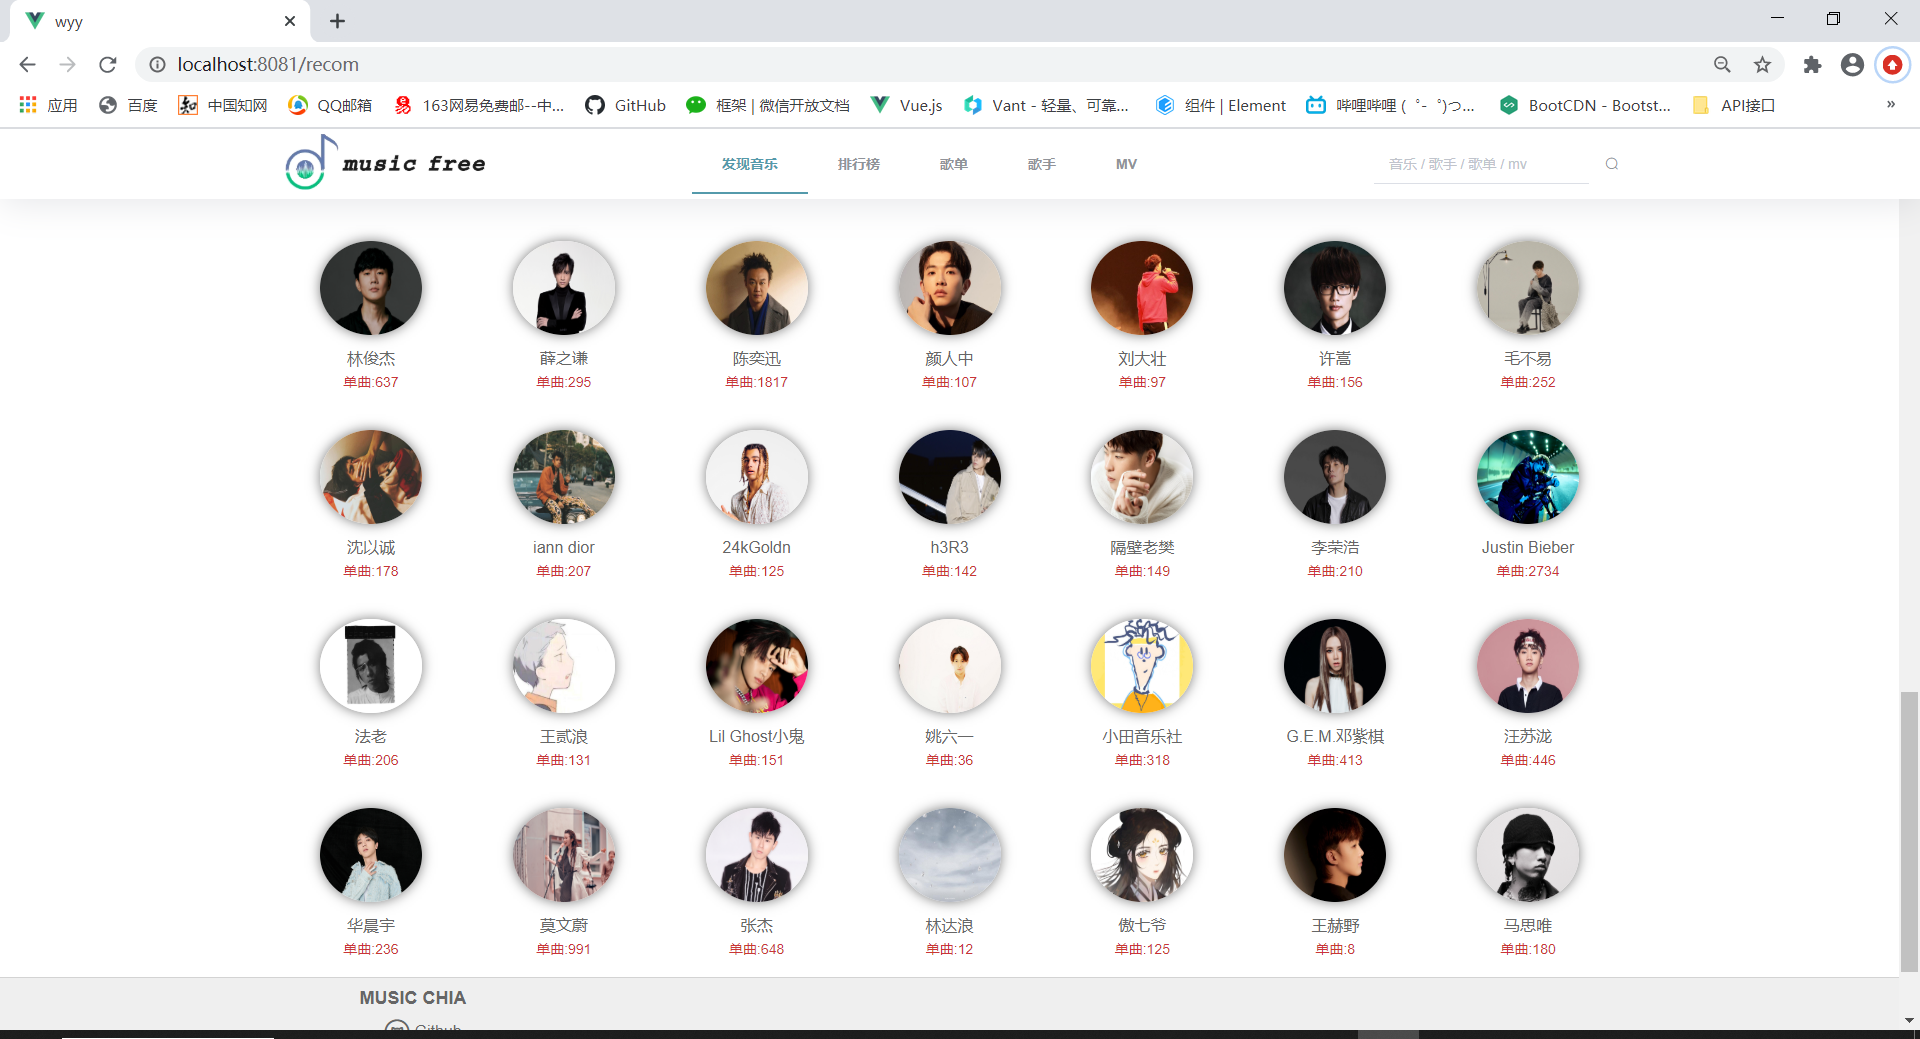 wyy
localhost:8081/recom
应用 百度 中国知网 QQ邮箱 163网易免费邮--中... GitHub 框架 | 微信开放文档 Vue.js Vant - 轻量、可靠... 组件 | Element 哔哩哔哩 (゜-゜)つ... BootCDN - Bootst... API接口 »
music free 发现音乐 排行榜 歌单 歌手 MV 音乐 / 歌手 / 歌单 / mv
林俊杰 薛之谦 陈奕迅 颜人中 刘大壮 许嵩 毛不易
单曲:637 单曲:295 单曲:1817 单曲:107 单曲:97 单曲:156 单曲:252
沈以诚 iann dior 24kGoldn h3R3 隔壁老樊 李荣浩 Justin Bieber
单曲:178 单曲:207 单曲:125 单曲:142 单曲:149 单曲:210 单曲:2734
法老 王贰浪 Lil Ghost小鬼 姚六一 小田音乐社 G.E.M.邓紫棋 汪苏泷
单曲:206 单曲:131 单曲:151 单曲:36 单曲:318 单曲:413 单曲:446
华晨宇 莫文蔚 张杰 林达浪 傲七爷 王赫野 马思唯
单曲:236 单曲:991 单曲:648 单曲:12 单曲:125 单曲:8 单曲:180
MUSIC CHIA
Github